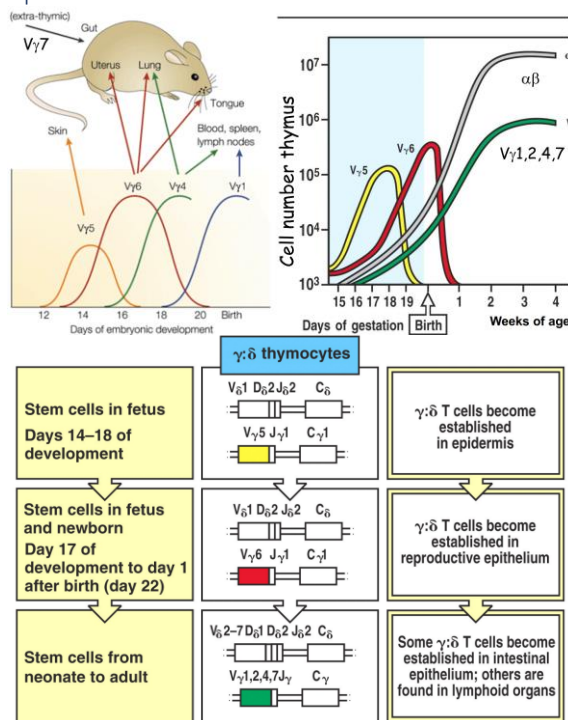 (extra-thymic)
Vγ7
Gut
Uterus
Lung
Tongue
Skin
Blood, spleen,
lymph nodes
Vγ5
Vγ6
Vγ4
Vγ1
12
14
16
18
20
Birth
Days of embryonic development
Cell number thymus
10⁷
10⁶
10⁵
10⁴
10³
αβ
Vγ5
Vγ6
Vγ1,2,4,7
15 16 17 18 19
1
2
3
4
Days of gestation
Birth
Weeks of age
γ:δ thymocytes
Stem cells in fetus
Days 14–18 of
development
Vδ1 Dδ2 Jδ2 Cδ
Vγ5 Jγ1 Cγ1
γ:δ T cells become
established
in epidermis
Stem cells in fetus
and newborn
Day 17 of
development to day 1
after birth (day 22)
Vδ1 Dδ2 Jδ2 Cδ
Vγ6 Jγ1 Cγ1
γ:δ T cells become
established in
reproductive epithelium
Stem cells from
neonate to adult
Vδ2–7 Dδ1 Dδ2 Jδ2 Cδ
Vγ1,2,4,7Jγ Cγ
Some γ:δ T cells become
established in intestinal
epithelium; others are
found in lymphoid organs